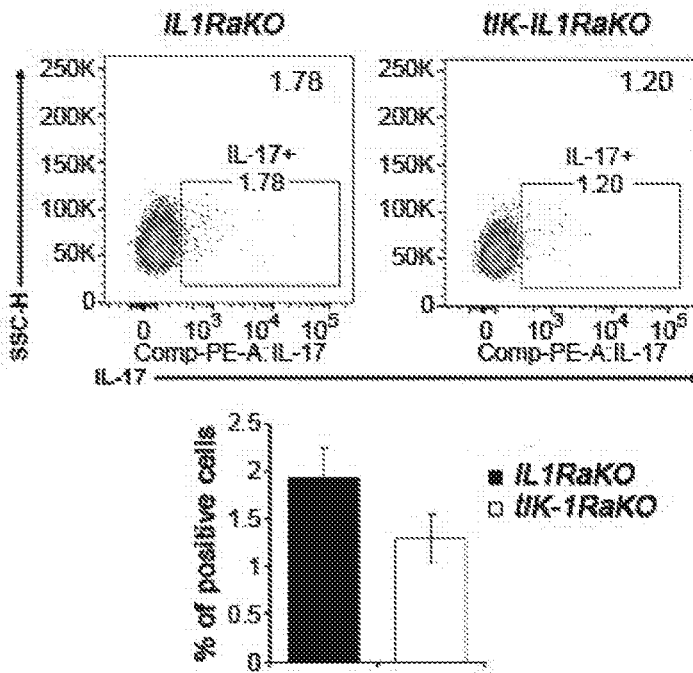 IL1RaKO
tIK-IL1RaKO
250K
200K
150K
100K
50K
0
1.78
IL-17+
1.78
0 10³ 10⁴ 10⁵
Comp-PE-A:IL-17
250K
200K
150K
100K
50K
0
1.20
IL-17+
1.20
0 10³ 10⁴ 10⁵
Comp-PE-A:IL-17
SSC-H
IL-17
% of positive cells
2.5
2
1.5
1
0.5
0
IL1RaKO
tIK-1RaKO